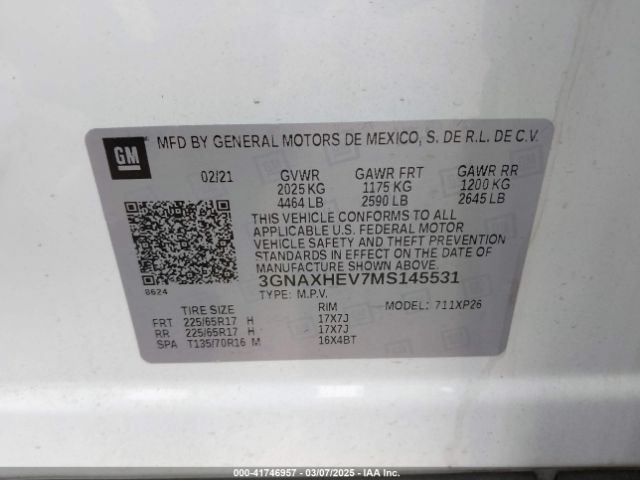 GM
MFD BY GENERAL MOTORS DE MEXICO, S. DE R.L. DE C.V.
02/21 GVWR GAWR FRT GAWR RR
2025 KG 1175 KG 1200 KG
4464 LB 2590 LB 2645 LB
THIS VEHICLE CONFORMS TO ALL
APPLICABLE U.S. FEDERAL MOTOR
VEHICLE SAFETY AND THEFT PREVENTION
STANDARDS IN EFFECT ON THE DATE OF
MANUFACTURE SHOWN ABOVE.
3GNAXHEV7MS145531
8624
TYPE: M.P.V.
TIRE SIZE RIM MODEL: 711XP26
FRT 225/65R17 H 17X7J
RR 225/65R17 H 17X7J
SPA T135/70R16 M 16X4BT
000-41746957 - 03/07/2025 - IAA Inc.